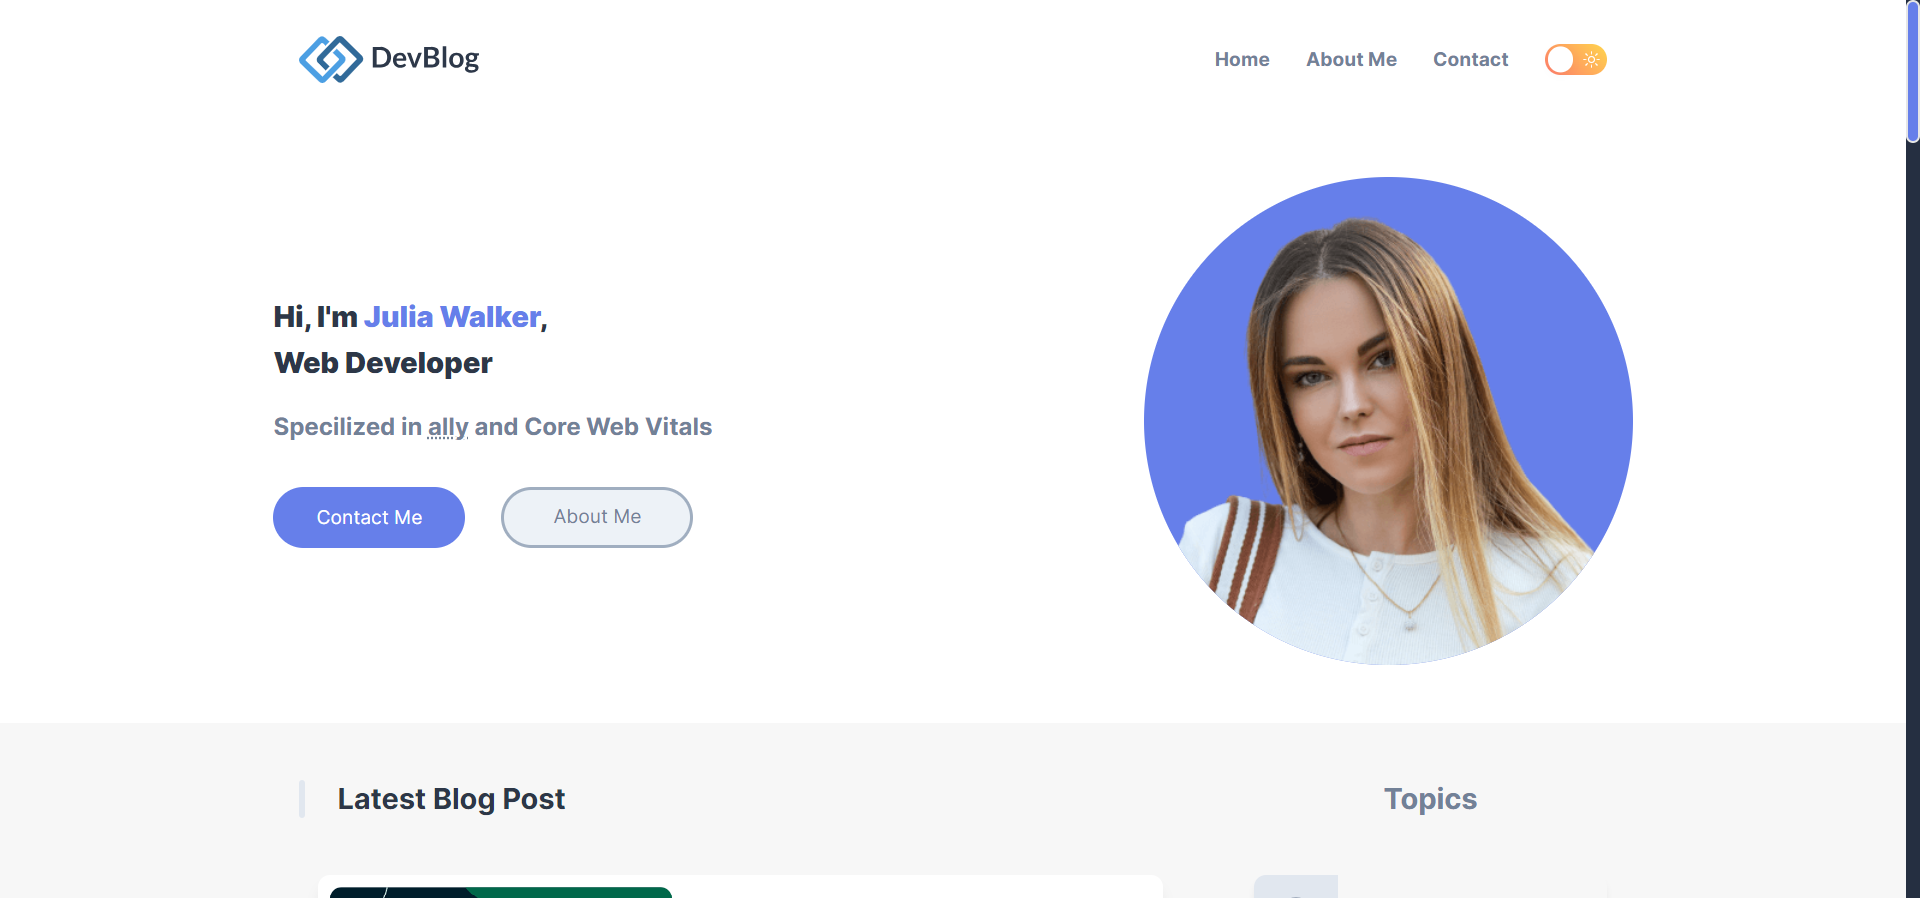 DevBlog
Home
About Me
Contact
Hi, I'm Julia Walker,
Web Developer
Specilized in ally and Core Web Vitals
Contact Me
About Me
Latest Blog Post
Topics